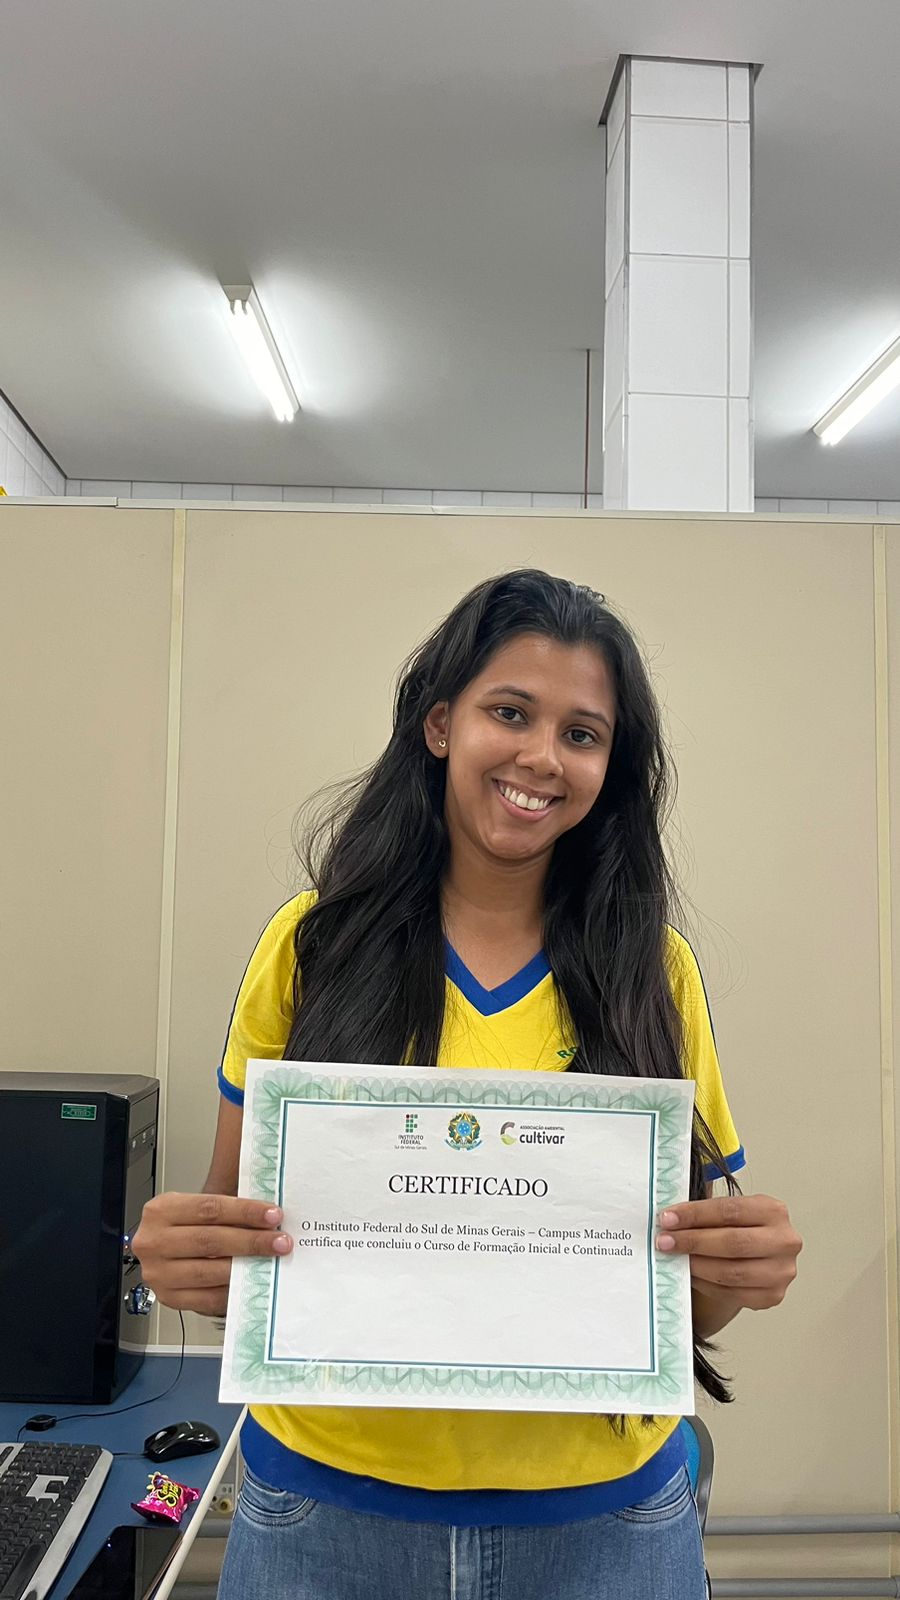 INSTITUTO
FEDERAL
Sul de Minas Gerais
ASSOCIAÇÃO AMBIENTAL
cultivar
CERTIFICADO
O Instituto Federal do Sul de Minas Gerais – Campus Machado
certifica que concluiu o Curso de Formação Inicial e Continuada